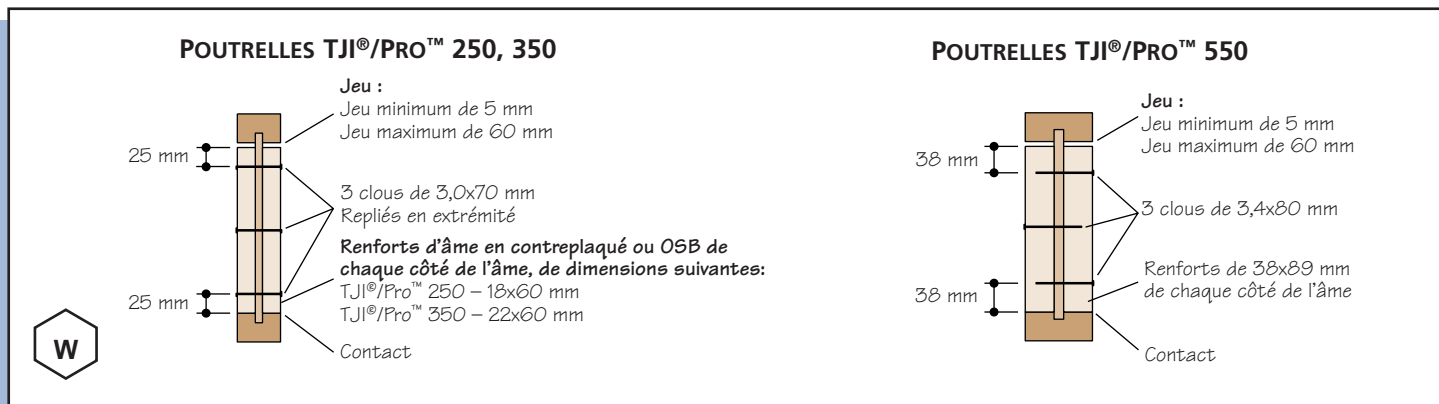 POUTRELLES TJI®/PRO™ 250, 350
Jeu :
Jeu minimum de 5 mm
Jeu maximum de 60 mm
25 mm
3 clous de 3,0x70 mm
Repliés en extrémité
Renforts d'âme en contreplaqué ou OSB de
chaque côté de l'âme, de dimensions suivantes:
TJI®/Pro™ 250 – 18x60 mm
TJI®/Pro™ 350 – 22x60 mm
25 mm
Contact
W
POUTRELLES TJI®/PRO™ 550
Jeu :
Jeu minimum de 5 mm
Jeu maximum de 60 mm
38 mm
3 clous de 3,4x80 mm
Renforts de 38x89 mm
de chaque côté de l'âme
38 mm
Contact